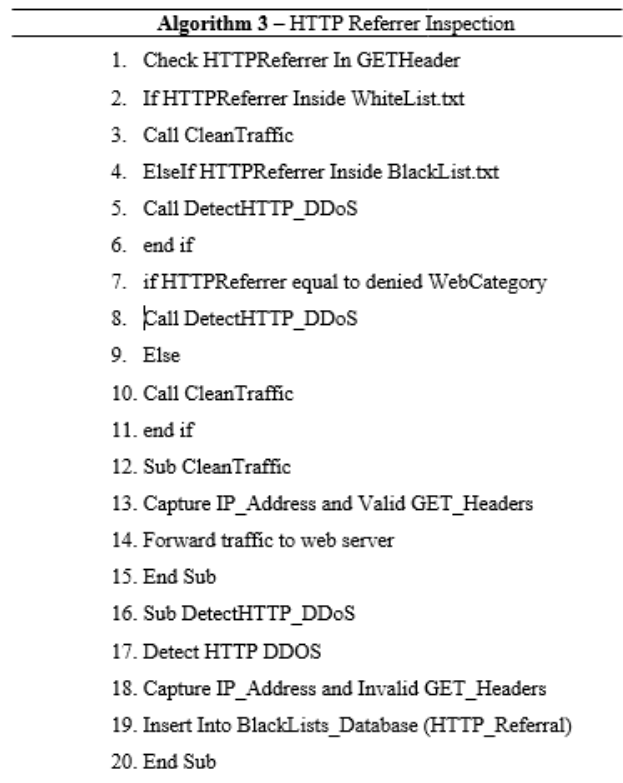 Algorithm 3 – HTTP Referrer Inspection
1. Check HTTPReferrer In GETHeader
2. If HTTPReferrer Inside WhiteList.txt
3. Call CleanTraffic
4. ElseIf HTTPReferrer Inside BlackList.txt
5. Call DetectHTTP_DDoS
6. end if
7. if HTTPReferrer equal to denied WebCategory
8. Call DetectHTTP_DDoS
9. Else
10. Call CleanTraffic
11. end if
12. Sub CleanTraffic
13. Capture IP_Address and Valid GET_Headers
14. Forward traffic to web server
15. End Sub
16. Sub DetectHTTP_DDoS
17. Detect HTTP DDOS
18. Capture IP_Address and Invalid GET_Headers
19. Insert Into BlackLists_Database (HTTP_Referral)
20. End Sub